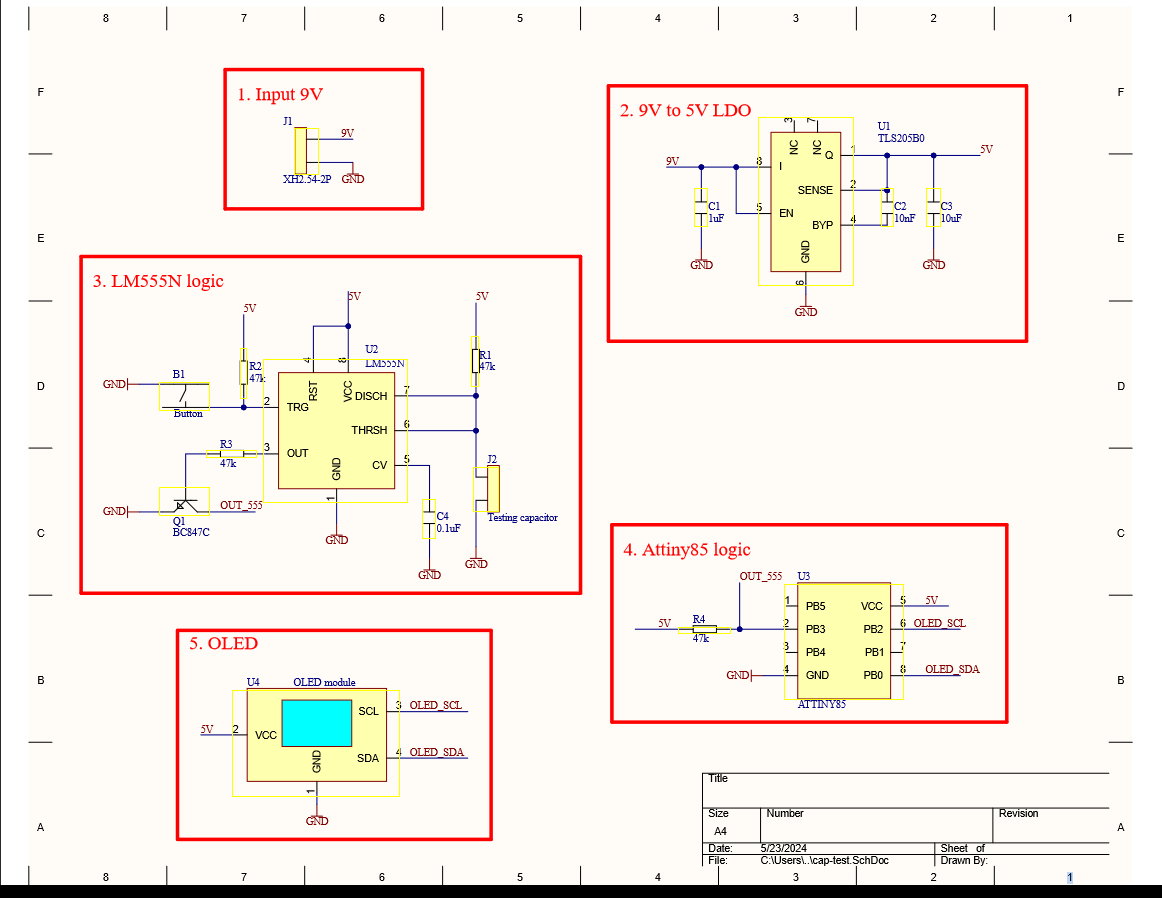 8 7 6 5 4 3 2 1
F F
E E
D D
C C
B B
A A
1. Input 9V
J1
9V
XH2.54-2P GND
2. 9V to 5V LDO
U1
TLS205B0
3 7
NC NC
9V 8 I Q 1 5V
SENSE 2
5 EN
C1
1uF
C2
10nF
C3
10uF
BYP 4
GND
6
GND GND
GND
3. LM555N logic
5V 5V 5V
U2
LM555N
4 8
R1
47k
R2
47k
B1
GND
Button
RST VCC
DISCH 7
2 TRG
THRSH 6
R3
47k
3 OUT
CV 5
GND
1
J2
Testing capacitor
GND
OUT_555
Q1
BC847C
C4
0.1uF
GND
GND
GND
4. Attiny85 logic
OUT_555 U3
1 PB5 VCC 5 5V
5V R4 2 PB3 PB2 6 OLED_SCL
47k
3 PB4 PB1 7
GND 4 GND PB0 8 OLED_SDA
ATTINY85
5. OLED
U4 OLED module
SCL 3 OLED_SCL
5V 2 VCC
SDA 4 OLED_SDA
GND
1
GND
Title
Size Number Revision
A4
Date: 5/23/2024 Sheet of
File: C:\Users\..\cap-test.SchDoc Drawn By:
8 7 6 5 4 3 2 1